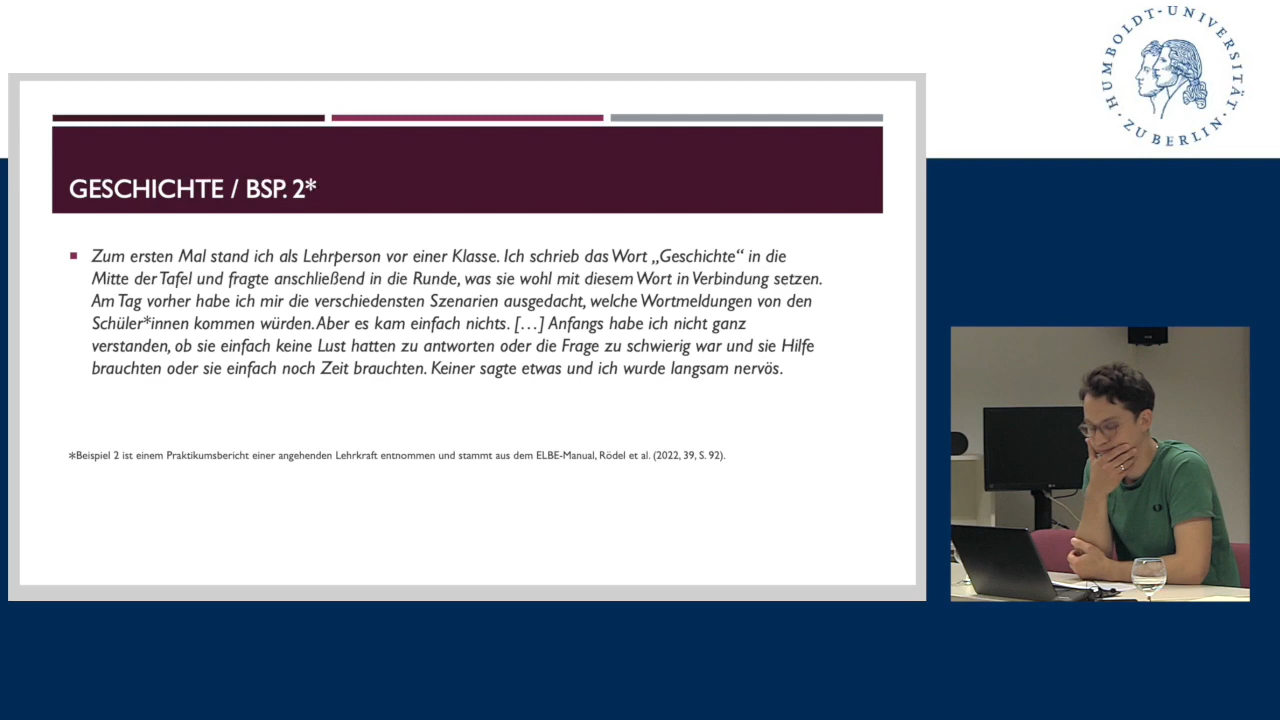 HUMBOLDT-UNIVERSITÄT
· ZU BERLIN ·
GESCHICHTE / BSP. 2*
Zum ersten Mal stand ich als Lehrperson vor einer Klasse. Ich schrieb das Wort „Geschichte“ in die
Mitte der Tafel und fragte anschließend in die Runde, was sie wohl mit diesem Wort in Verbindung setzen.
Am Tag vorher habe ich mir die verschiedensten Szenarien ausgedacht, welche Wortmeldungen von den
Schüler*innen kommen würden. Aber es kam einfach nichts. […] Anfangs habe ich nicht ganz
verstanden, ob sie einfach keine Lust hatten zu antworten oder die Frage zu schwierig war und sie Hilfe
brauchten oder sie einfach noch Zeit brauchten. Keiner sagte etwas und ich wurde langsam nervös.
*Beispiel 2 ist einem Praktikumsbericht einer angehenden Lehrkraft entnommen und stammt aus dem ELBE-Manual, Rödel et al. (2022, 39, S. 92).